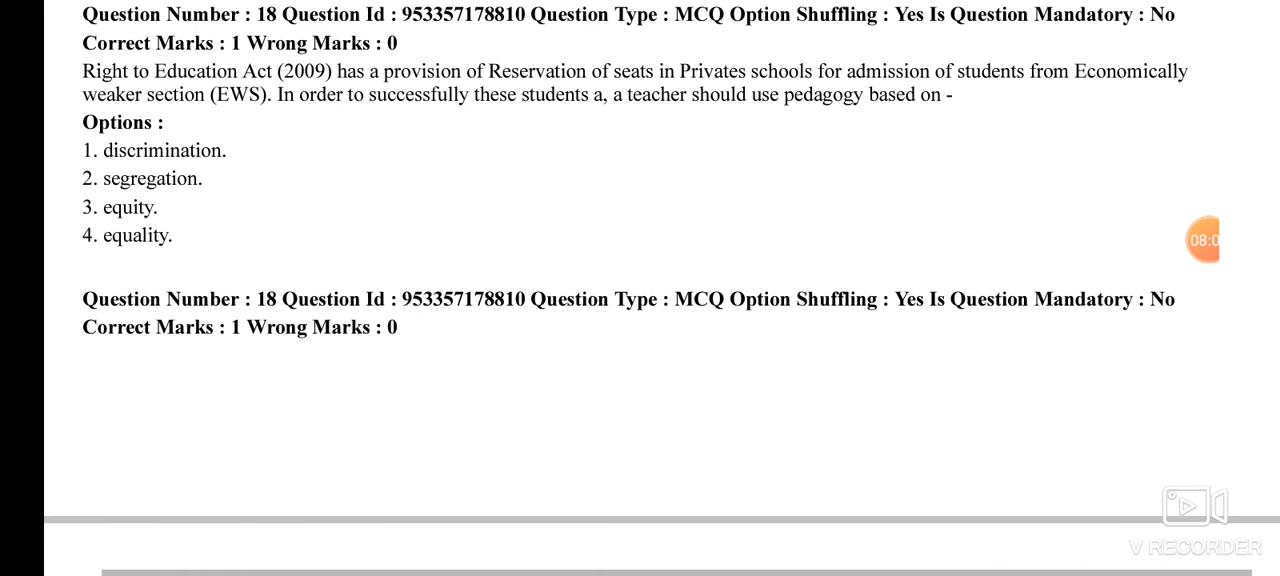 Question Number : 18 Question Id : 953357178810 Question Type : MCQ Option Shuffling : Yes Is Question Mandatory : No
Correct Marks : 1 Wrong Marks : 0
Right to Education Act (2009) has a provision of Reservation of seats in Privates schools for admission of students from Economically
weaker section (EWS). In order to successfully these students a, a teacher should use pedagogy based on -
Options :
1. discrimination.
2. segregation.
3. equity.
4. equality.
08:0
Question Number : 18 Question Id : 953357178810 Question Type : MCQ Option Shuffling : Yes Is Question Mandatory : No
Correct Marks : 1 Wrong Marks : 0
V RECORDER